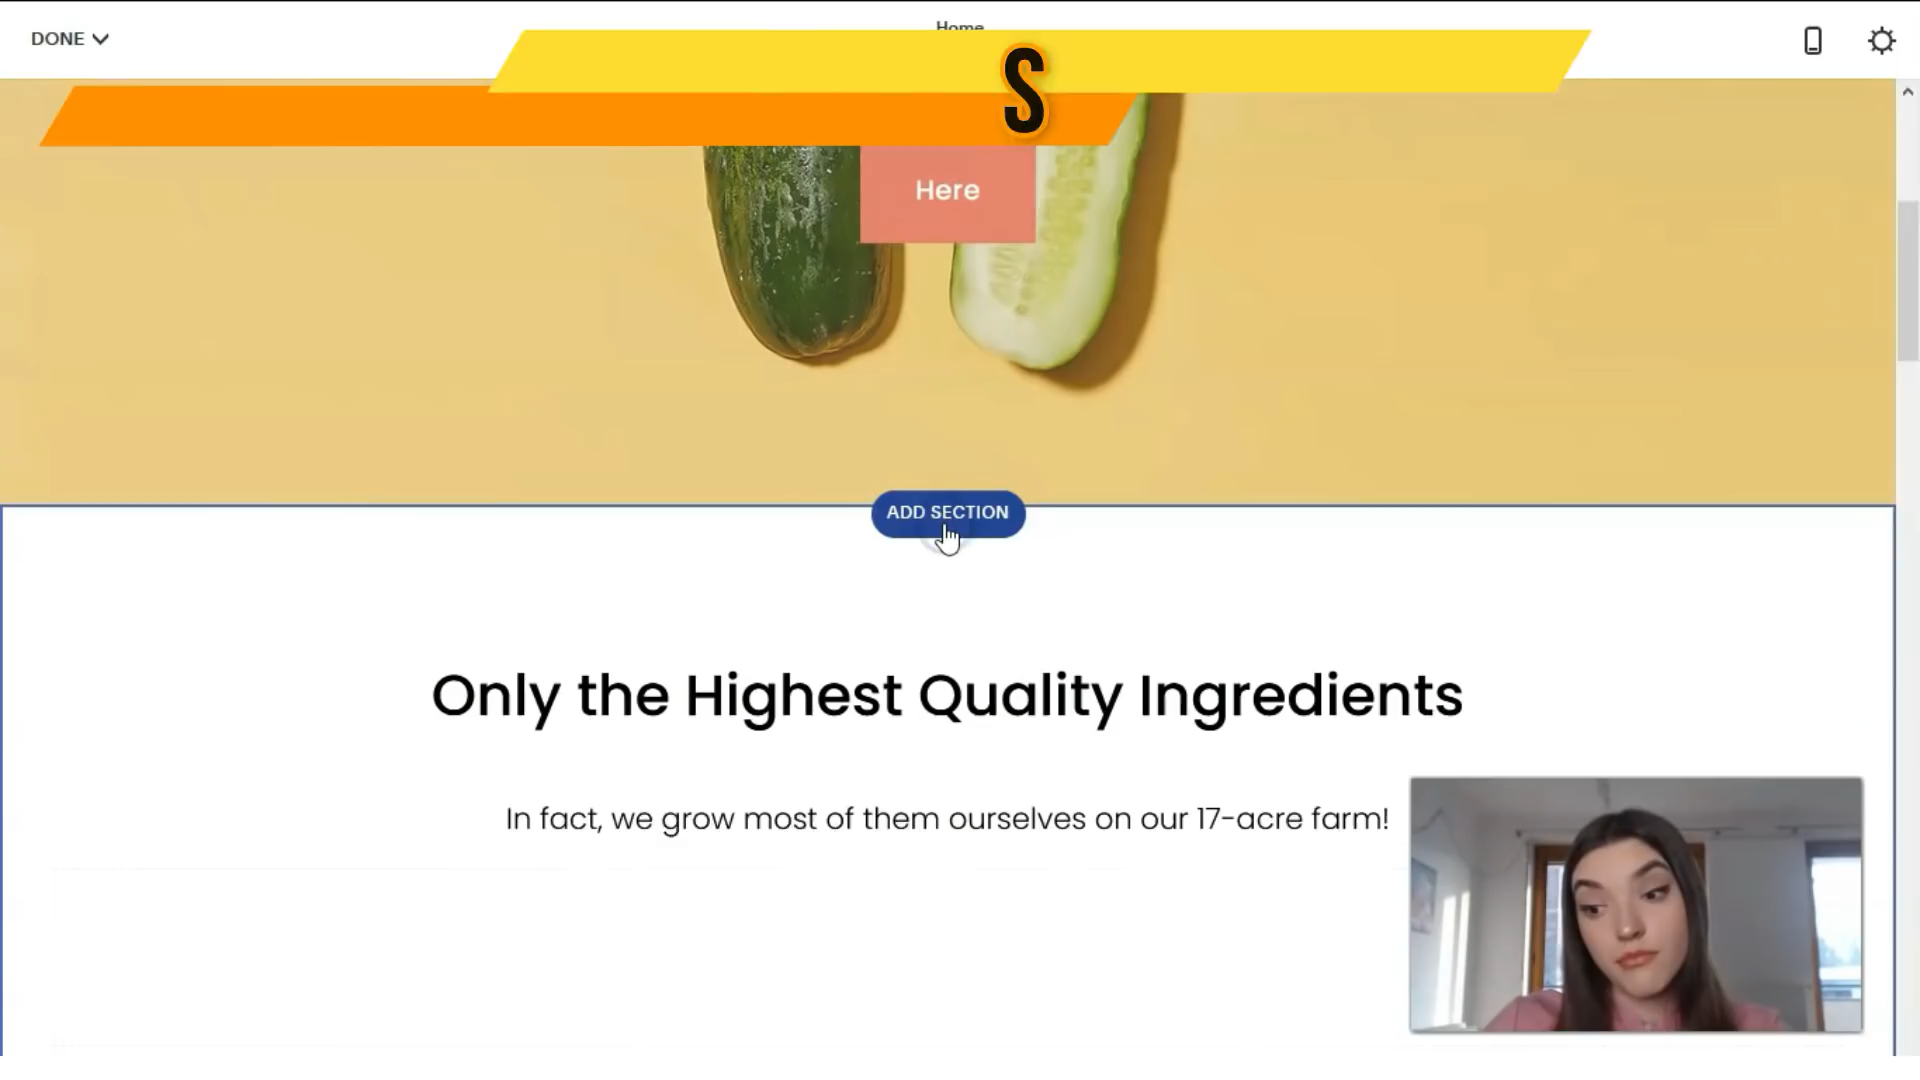 DONE
Home
S
Here
ADD SECTION
Only the Highest Quality Ingredients
In fact, we grow most of them ourselves on our 17-acre farm!